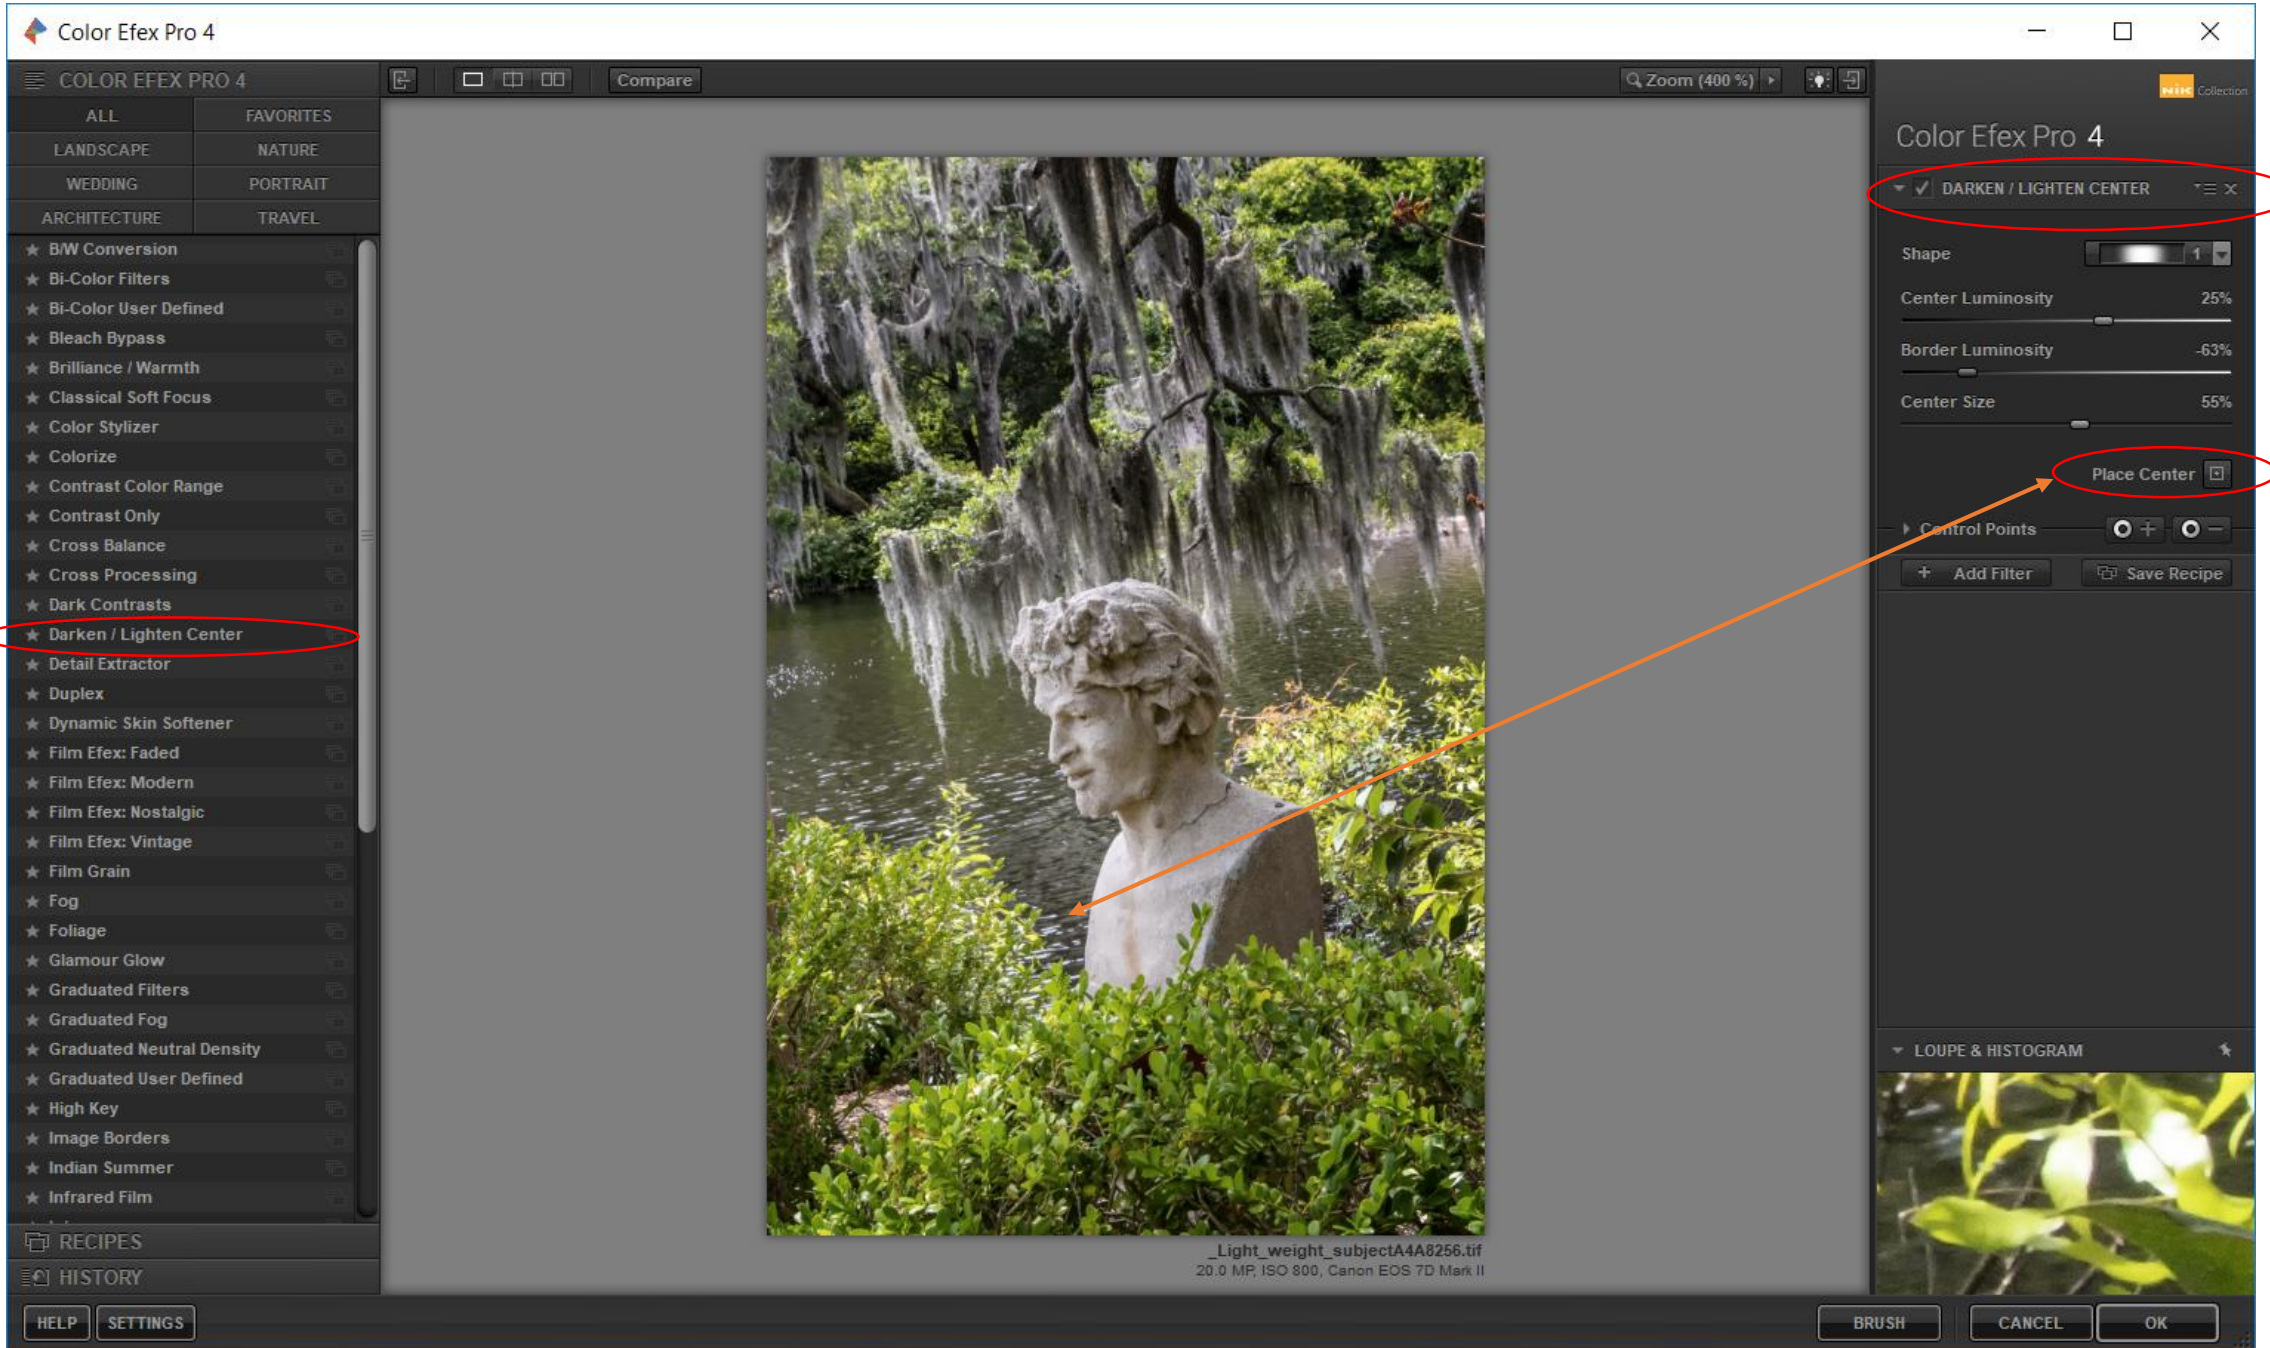 Color Efex Pro 4
COLOR EFEX PRO 4
ALL
FAVORITES
LANDSCAPE
NATURE
WEDDING
PORTRAIT
ARCHITECTURE
TRAVEL
B/W Conversion
Bi-Color Filters
Bi-Color User Defined
Bleach Bypass
Brilliance / Warmth
Classical Soft Focus
Color Stylizer
Colorize
Contrast Color Range
Contrast Only
Cross Balance
Cross Processing
Dark Contrasts
Darken / Lighten Center
Detail Extractor
Duplex
Dynamic Skin Softener
Film Efex: Faded
Film Efex: Modern
Film Efex: Nostalgic
Film Efex: Vintage
Film Grain
Fog
Foliage
Glamour Glow
Graduated Filters
Graduated Fog
Graduated Neutral Density
Graduated User Defined
High Key
Image Borders
Indian Summer
Infrared Film
RECIPES
HISTORY
HELP
SETTINGS
Compare
Zoom (400 %)
_Light_weight_subjectA4A8256.tif
20.0 MP, ISO 800, Canon EOS 7D Mark II
Nik Collection
Color Efex Pro 4
DARKEN / LIGHTEN CENTER
Shape 1
Center Luminosity 25%
Border Luminosity -63%
Center Size 55%
Place Center
Control Points
+ Add Filter
Save Recipe
LOUPE & HISTOGRAM
BRUSH
CANCEL
OK